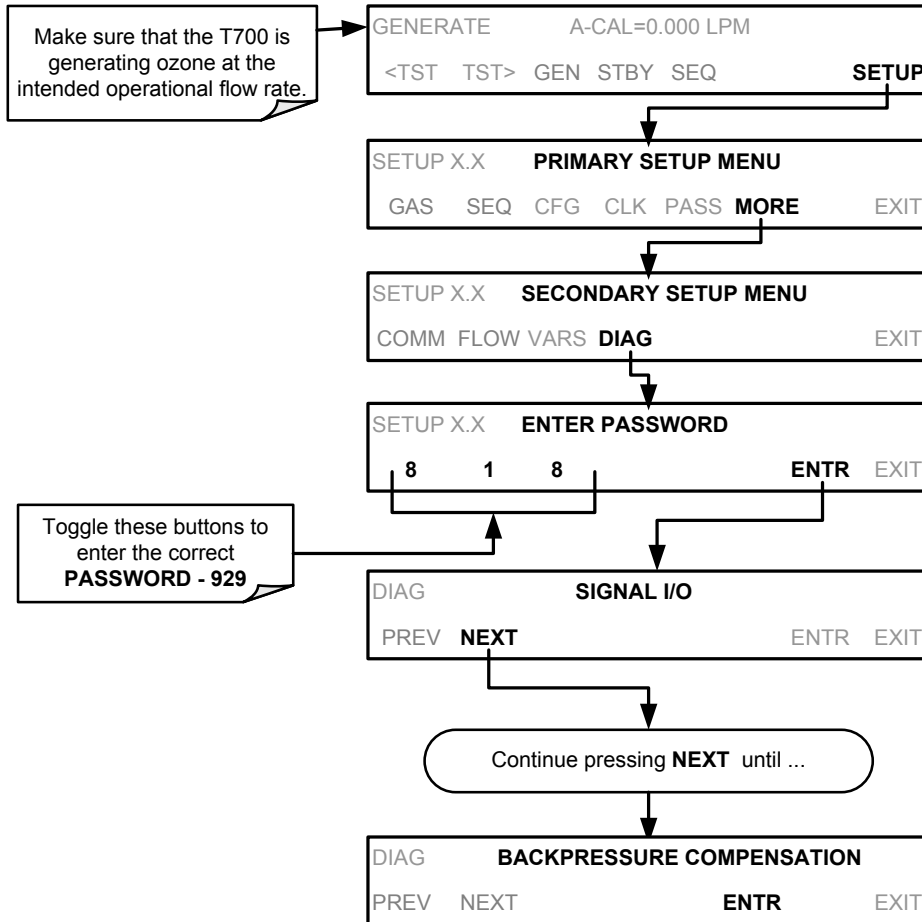 Make sure that the T700 is
generating ozone at the
intended operational flow rate.
GENERATE A-CAL=0.000 LPM
<TST TST> GEN STBY SEQ SETUP
SETUP X.X PRIMARY SETUP MENU
GAS SEQ CFG CLK PASS MORE EXIT
SETUP X.X SECONDARY SETUP MENU
COMM FLOW VARS DIAG EXIT
SETUP X.X ENTER PASSWORD
8 1 8 ENTR EXIT
Toggle these buttons to
enter the correct
PASSWORD - 929
DIAG SIGNAL I/O
PREV NEXT ENTR EXIT
Continue pressing NEXT until ...
DIAG BACKPRESSURE COMPENSATION
PREV NEXT ENTR EXIT